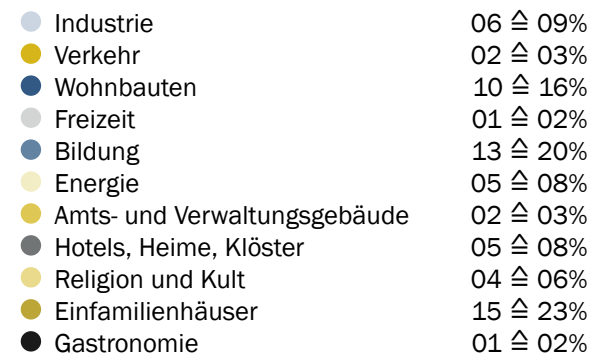 Industrie 06 ≙ 09%
Verkehr 02 ≙ 03%
Wohnbauten 10 ≙ 16%
Freizeit 01 ≙ 02%
Bildung 13 ≙ 20%
Energie 05 ≙ 08%
Amts- und Verwaltungsgebäude 02 ≙ 03%
Hotels, Heime, Klöster 05 ≙ 08%
Religion und Kult 04 ≙ 06%
Einfamilienhäuser 15 ≙ 23%
Gastronomie 01 ≙ 02%